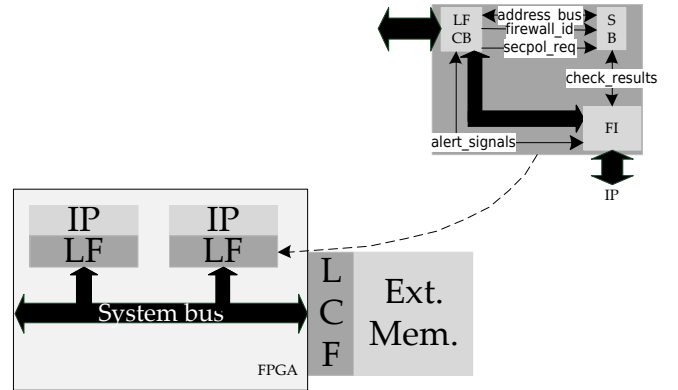 LF
CB
address_bus
firewall_id
secpol_req
S
B
check_results
alert_signals
FI
IP
IP
LF
IP
LF
System bus
FPGA
L
C
F
Ext.
Mem.